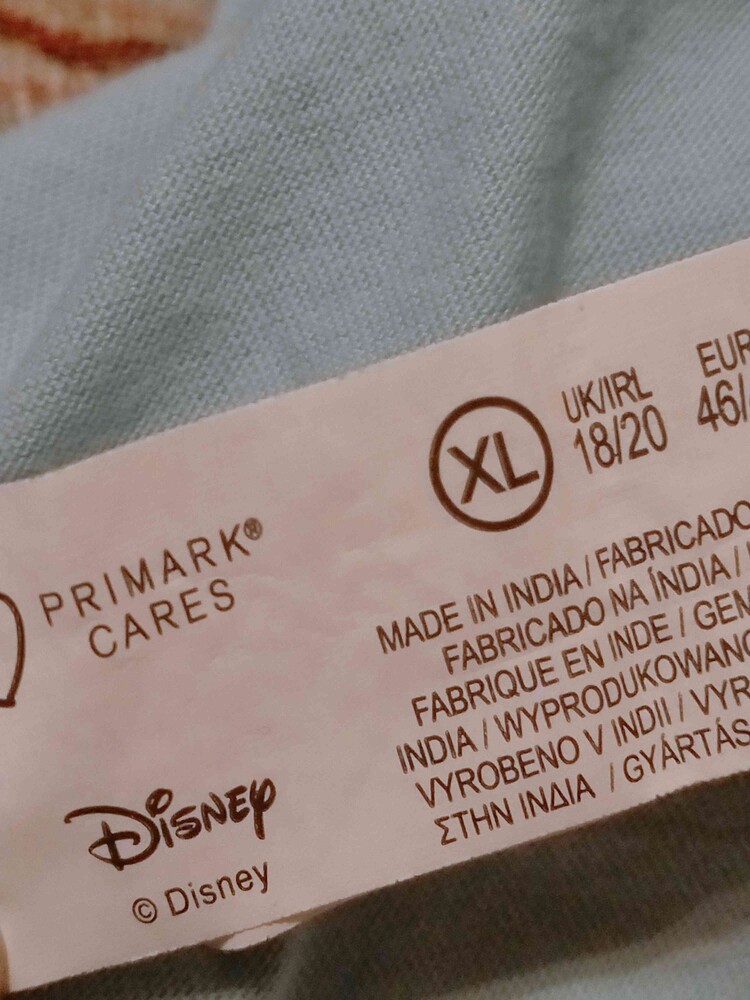 XL
UK/IRL
18/20
EUR
46/
PRIMARK®
CARES
MADE IN INDIA / FABRICADO
FABRICADO NA ÍNDIA /
FABRIQUE EN INDE / GEM
INDIA / WYPRODUKOWANO
VYROBENO V INDII / VYR
ΣΤΗΝ ΙΝΔΙΑ / GYÁRTÁS
Disney
© Disney